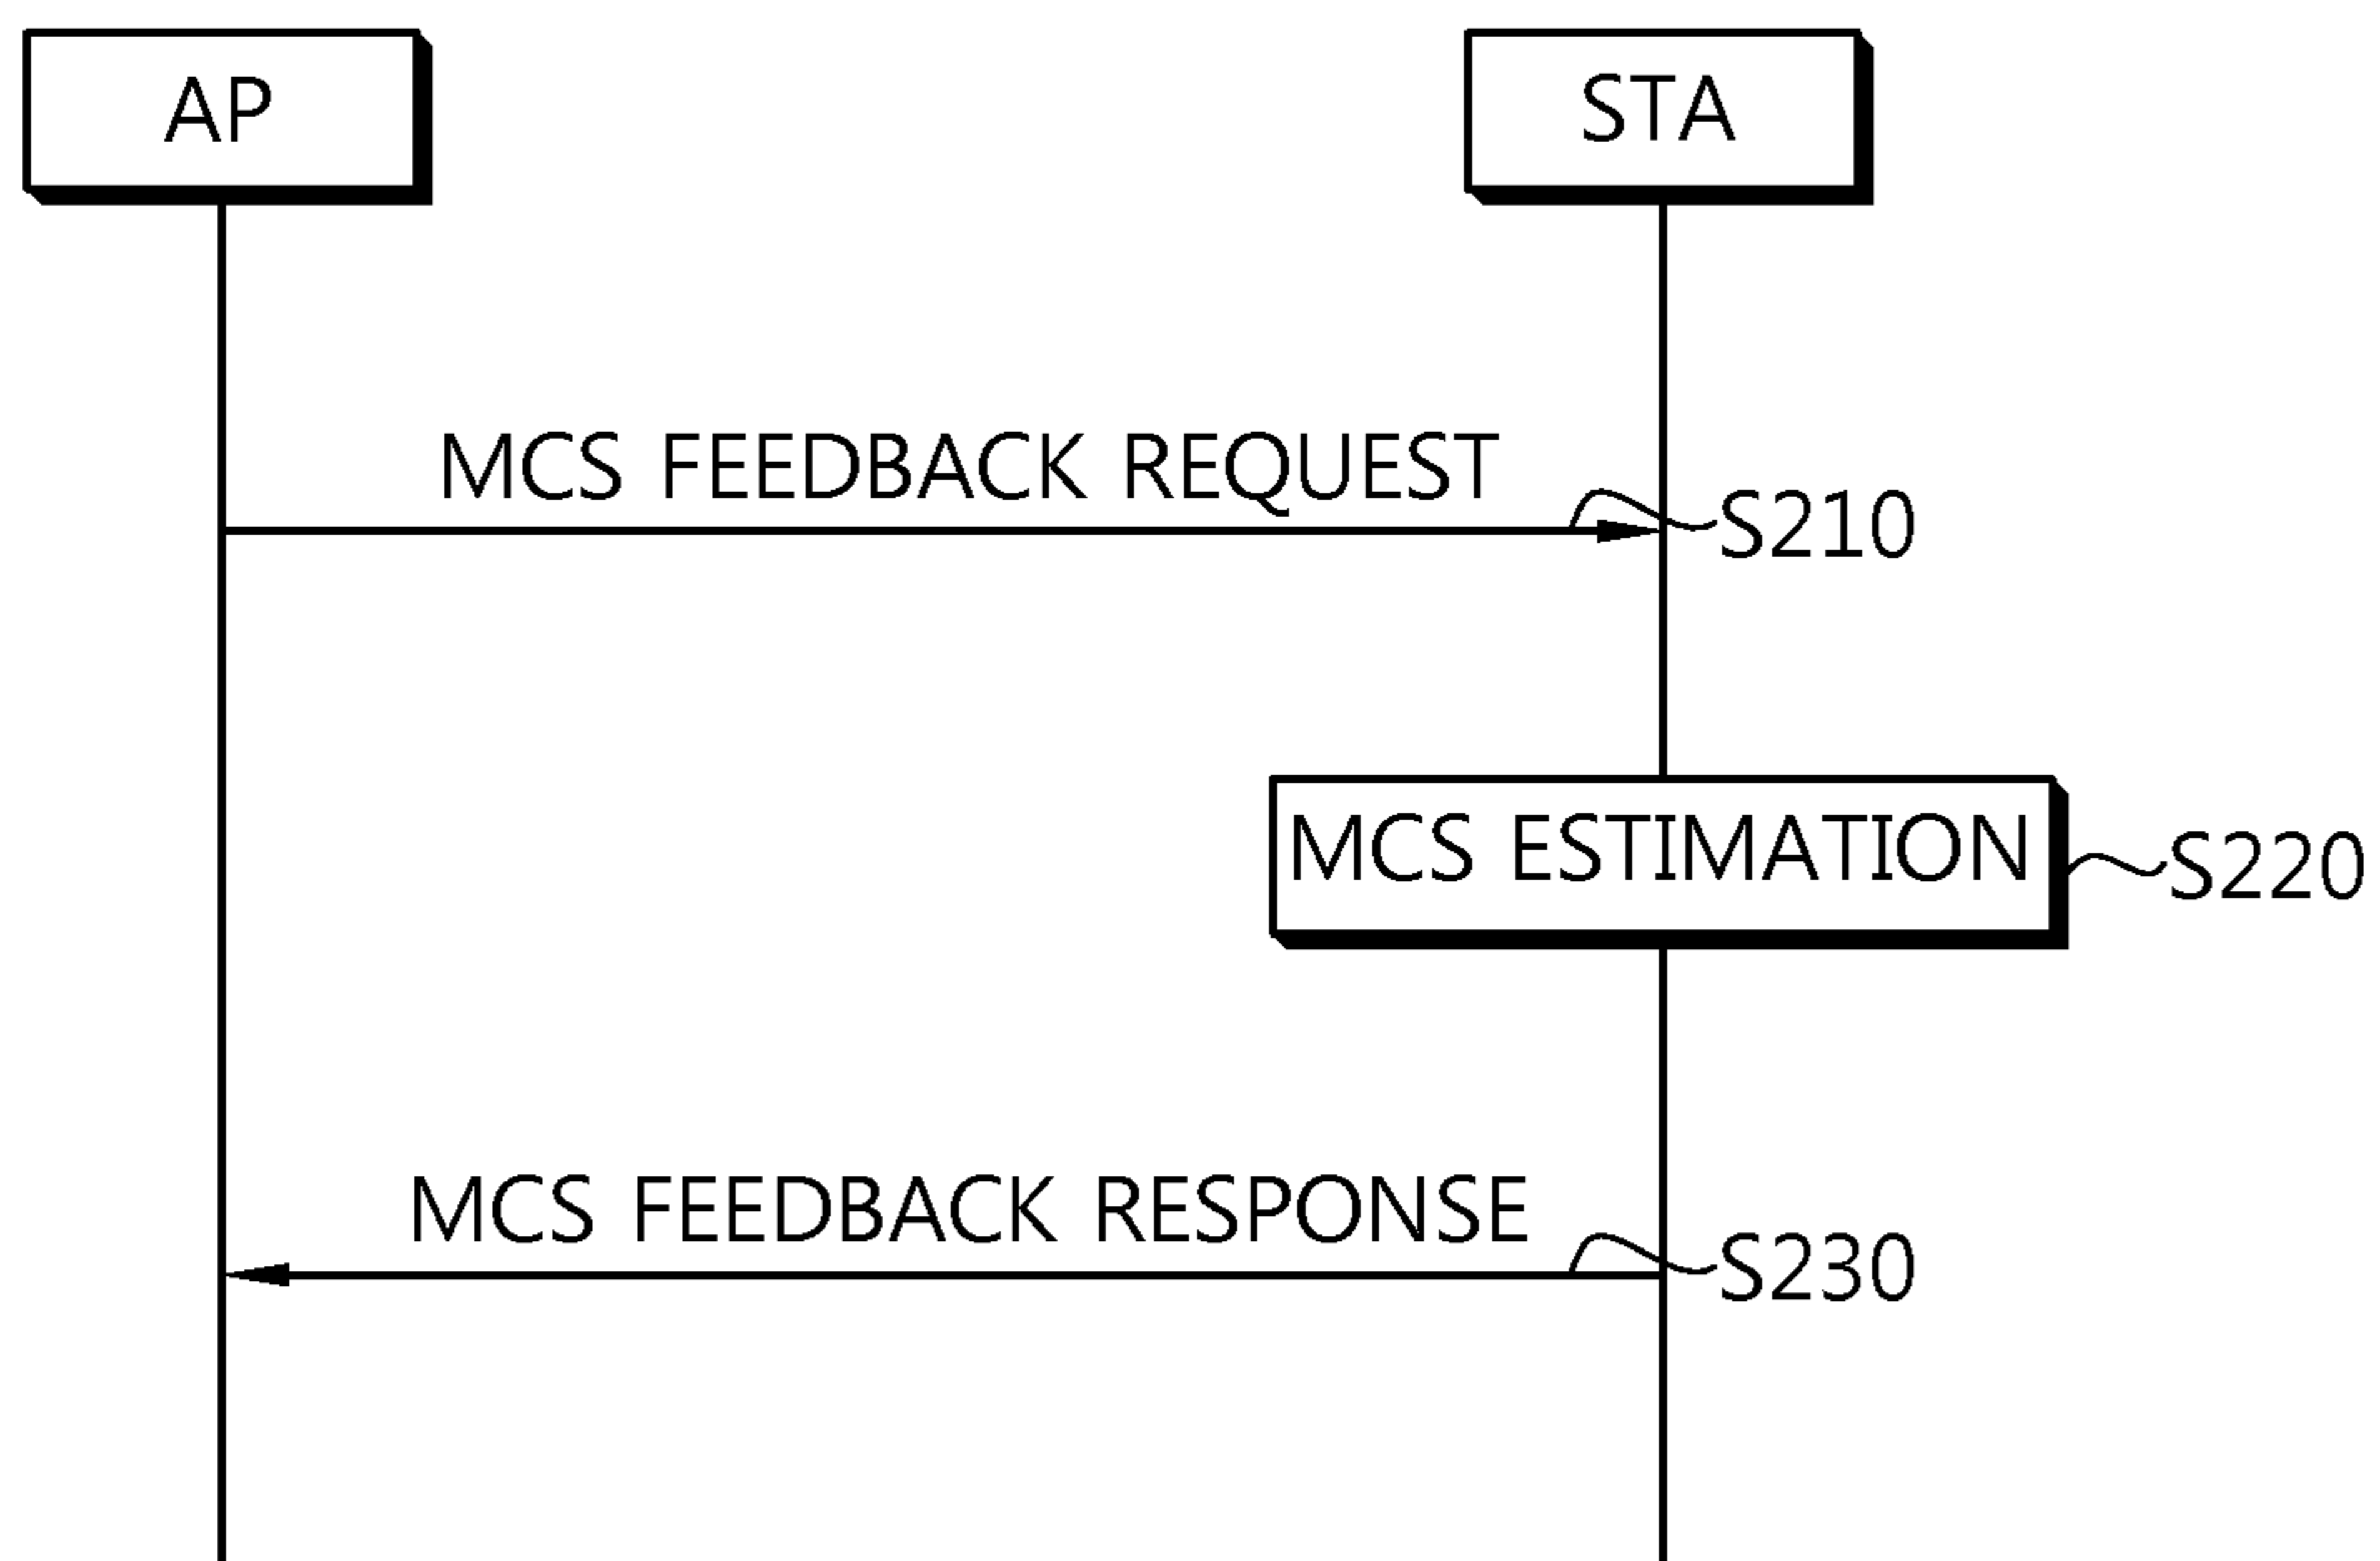 AP
STA
MCS FEEDBACK REQUEST
S210
MCS ESTIMATION
S220
MCS FEEDBACK RESPONSE
S230